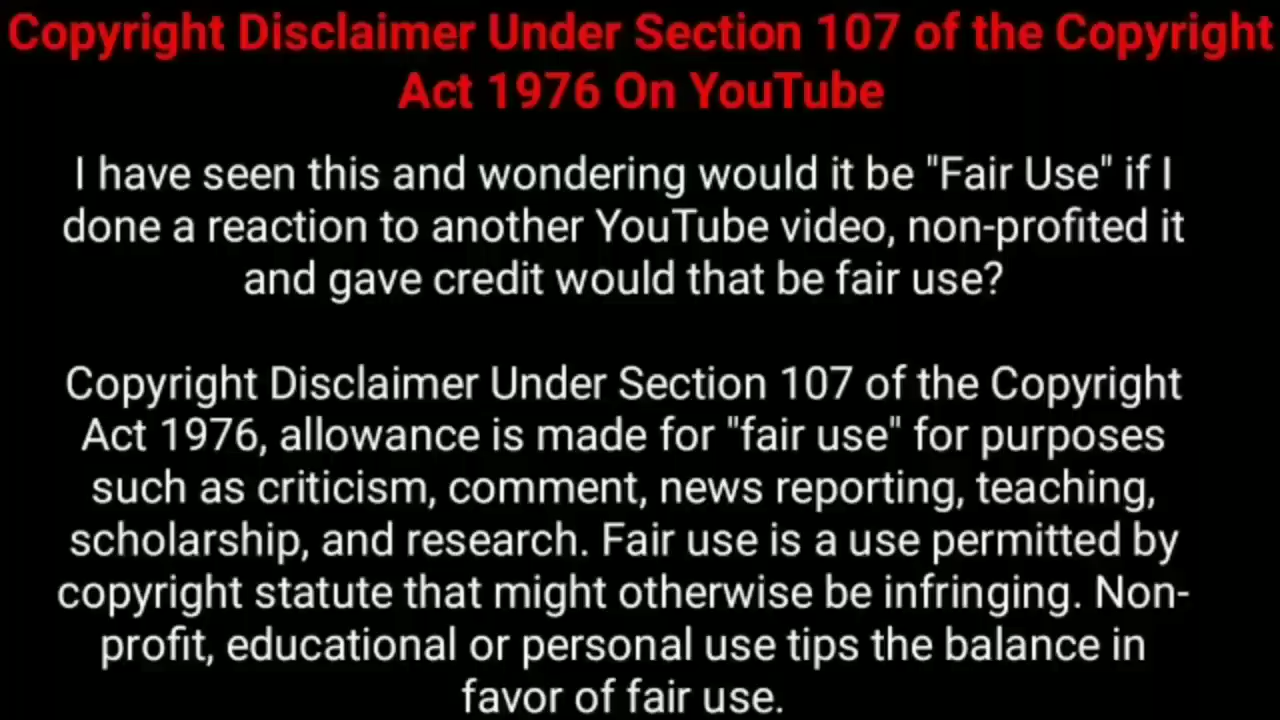 Copyright Disclaimer Under Section 107 of the Copyright
Act 1976 On YouTube
I have seen this and wondering would it be "Fair Use" if I
done a reaction to another YouTube video, non-profited it
and gave credit would that be fair use?
Copyright Disclaimer Under Section 107 of the Copyright
Act 1976, allowance is made for "fair use" for purposes
such as criticism, comment, news reporting, teaching,
scholarship, and research. Fair use is a use permitted by
copyright statute that might otherwise be infringing. Non-
profit, educational or personal use tips the balance in
favor of fair use.